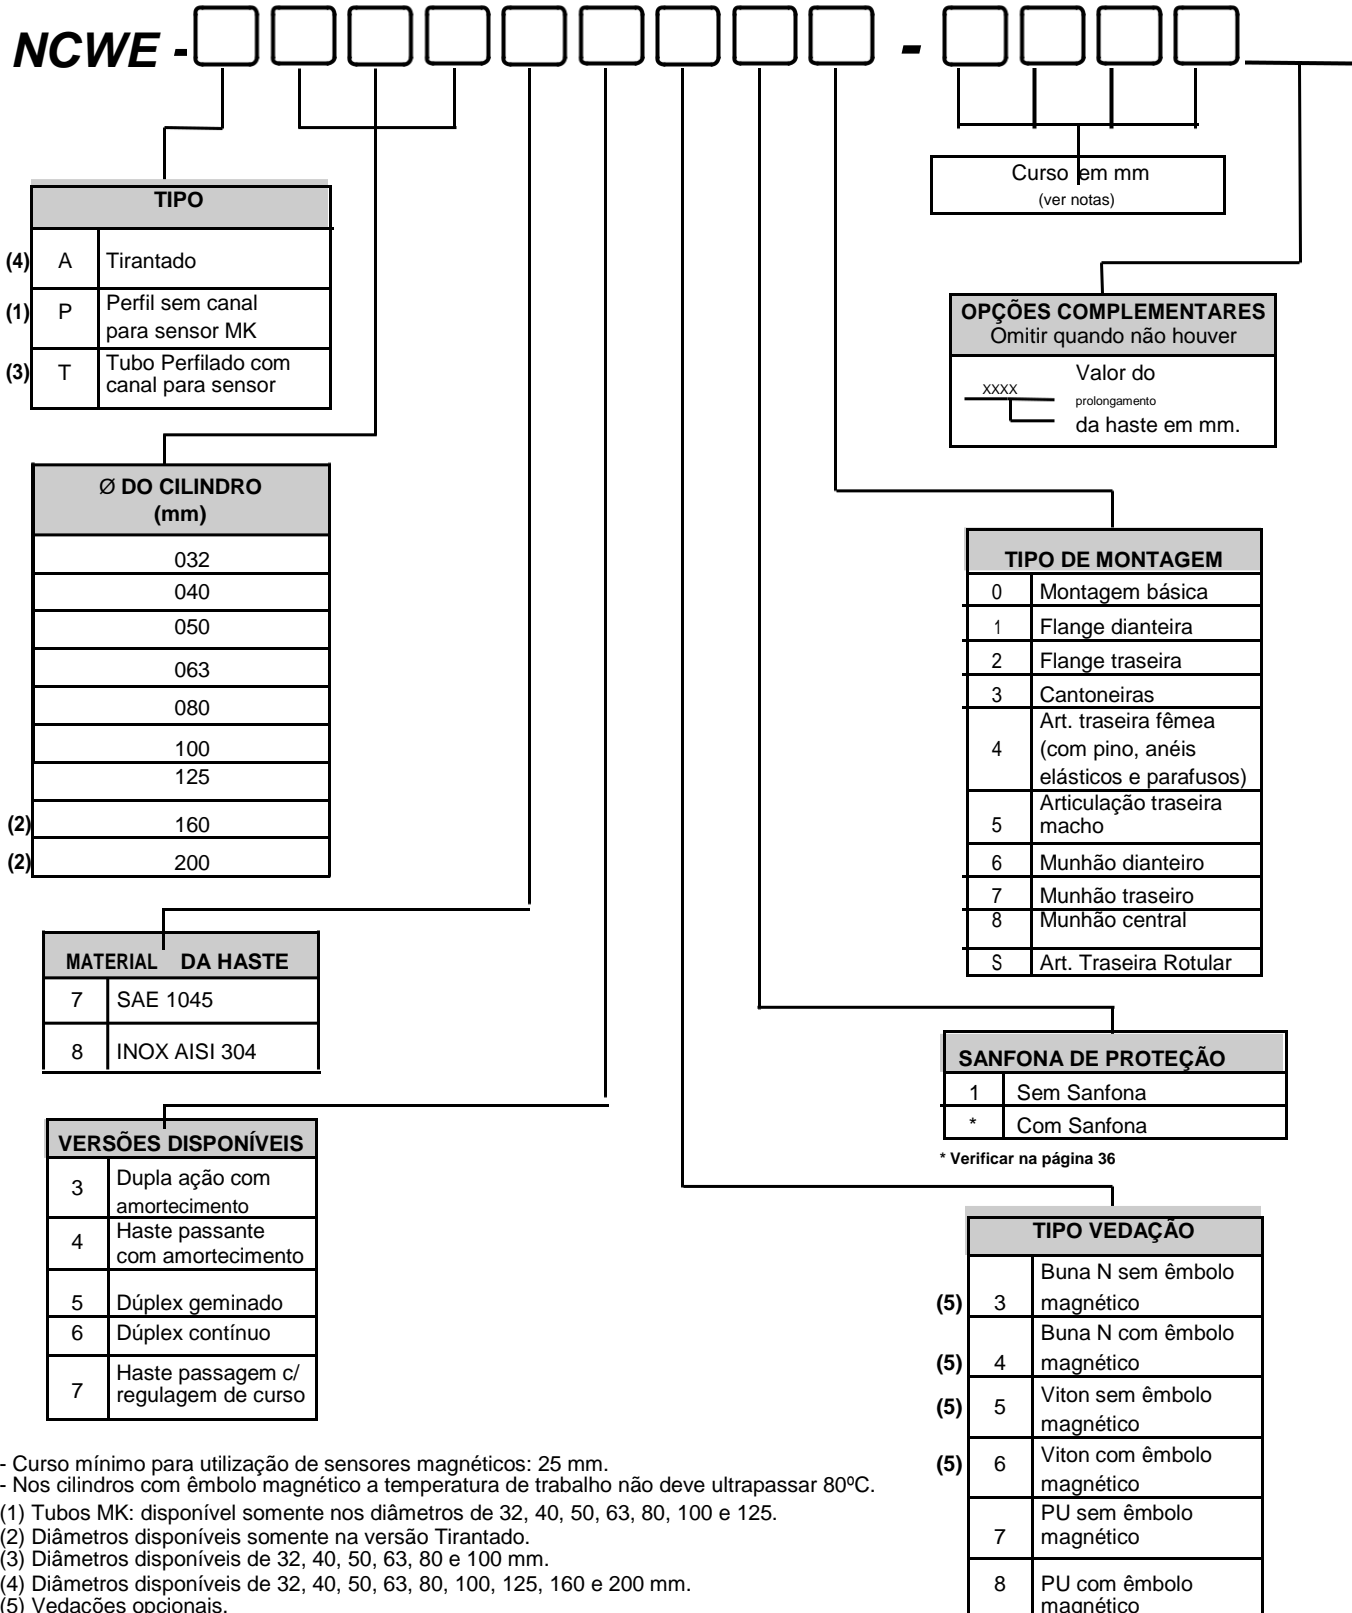 NCWE - -
TIPO
(4) A Tirantado
(1) P Perfil sem canal
para sensor MK
(3) T Tubo Perfilado com
canal para sensor
Ø DO CILINDRO
(mm)
032
040
050
063
080
100
125
(2) 160
(2) 200
MATERIAL DA HASTE
7 SAE 1045
8 INOX AISI 304
VERSÕES DISPONÍVEIS
3 Dupla ação com
amortecimento
4 Haste passante
com amortecimento
5 Dúplex geminado
6 Dúplex contínuo
7 Haste passagem c/
regulagem de curso
Curso em mm
(ver notas)
OPÇÕES COMPLEMENTARES
Omitir quando não houver
XXXX Valor do
prolongamento
da haste em mm.
TIPO DE MONTAGEM
0 Montagem básica
1 Flange dianteira
2 Flange traseira
3 Cantoneiras
4 Art. traseira fêmea
(com pino, anéis
elásticos e parafusos)
5 Articulação traseira
macho
6 Munhão dianteiro
7 Munhão traseiro
8 Munhão central
S Art. Traseira Rotular
SANFONA DE PROTEÇÃO
1 Sem Sanfona
* Com Sanfona
* Verificar na página 36
TIPO VEDAÇÃO
(5) 3 Buna N sem êmbolo
magnético
(5) 4 Buna N com êmbolo
magnético
(5) 5 Viton sem êmbolo
magnético
(5) 6 Viton com êmbolo
magnético
7 PU sem êmbolo
magnético
8 PU com êmbolo
magnético
- Curso mínimo para utilização de sensores magnéticos: 25 mm.
- Nos cilindros com êmbolo magnético a temperatura de trabalho não deve ultrapassar 80ºC.
(1) Tubos MK: disponível somente nos diâmetros de 32, 40, 50, 63, 80, 100 e 125.
(2) Diâmetros disponíveis somente na versão Tirantado.
(3) Diâmetros disponíveis de 32, 40, 50, 63, 80 e 100 mm.
(4) Diâmetros disponíveis de 32, 40, 50, 63, 80, 100, 125, 160 e 200 mm.
(5) Vedações opcionais.